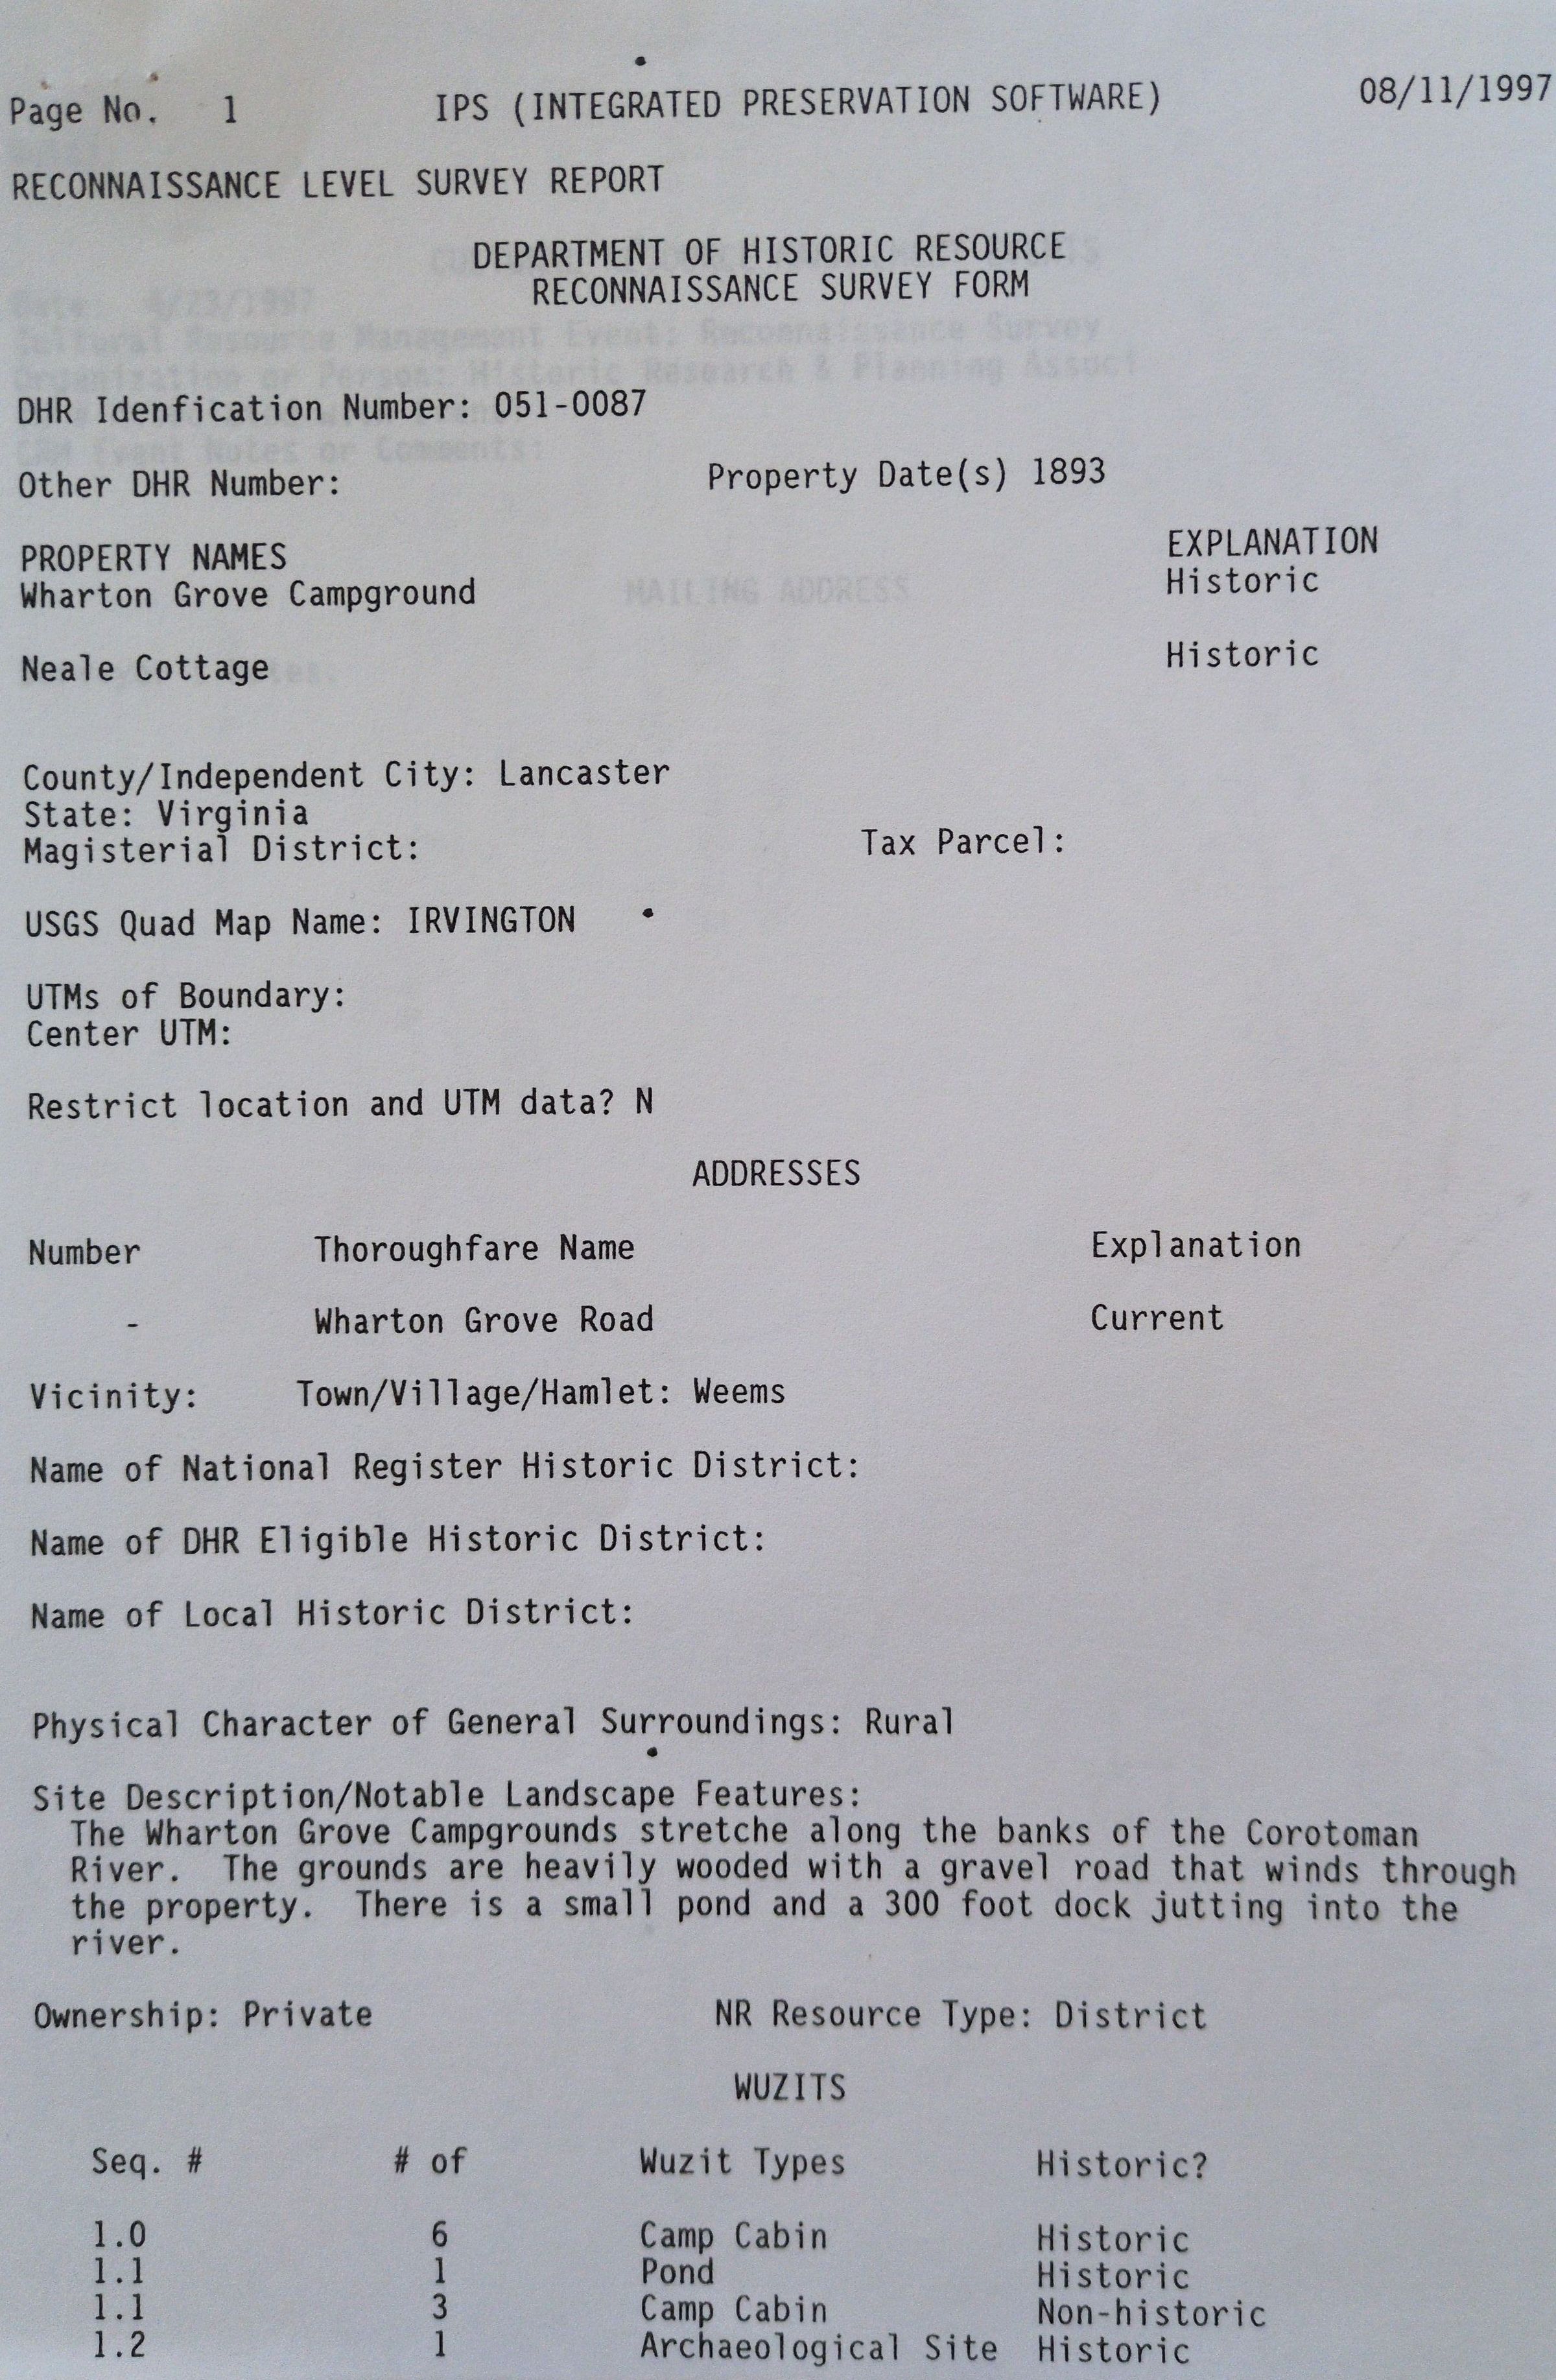 Page No. 1 IPS (INTEGRATED PRESERVATION SOFTWARE) 08/11/1997
RECONNAISSANCE LEVEL SURVEY REPORT
DEPARTMENT OF HISTORIC RESOURCE
RECONNAISSANCE SURVEY FORM
DHR Idenfication Number: 051-0087
Other DHR Number: Property Date(s) 1893
PROPERTY NAMES EXPLANATION
Wharton Grove Campground Historic
Neale Cottage Historic
County/Independent City: Lancaster
State: Virginia
Magisterial District: Tax Parcel:
USGS Quad Map Name: IRVINGTON
UTMs of Boundary:
Center UTM:
Restrict location and UTM data? N
ADDRESSES
Number Thoroughfare Name Explanation
- Wharton Grove Road Current
Vicinity: Town/Village/Hamlet: Weems
Name of National Register Historic District:
Name of DHR Eligible Historic District:
Name of Local Historic District:
Physical Character of General Surroundings: Rural
Site Description/Notable Landscape Features:
The Wharton Grove Campgrounds stretche along the banks of the Corotoman
River. The grounds are heavily wooded with a gravel road that winds through
the property. There is a small pond and a 300 foot dock jutting into the
river.
Ownership: Private NR Resource Type: District
WUZITS
Seq. # # of Wuzit Types Historic?
1.0 6 Camp Cabin Historic
1.1 1 Pond Historic
1.1 3 Camp Cabin Non-historic
1.2 1 Archaeological Site Historic